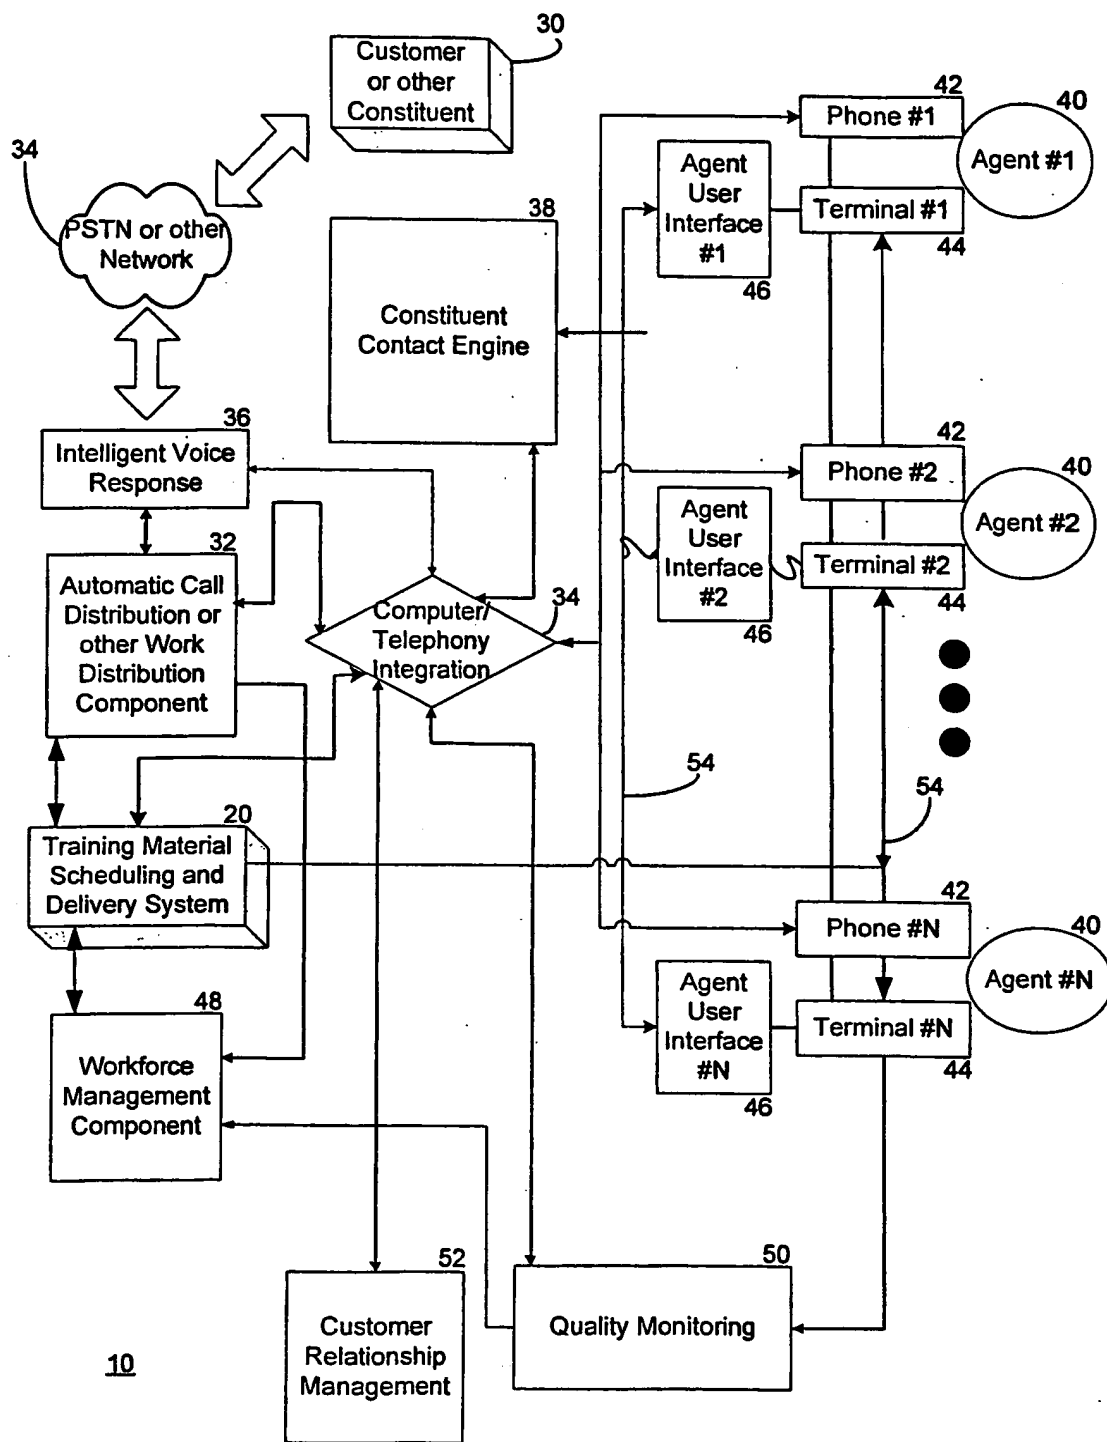 30
Customer
or other
Constituent
34
PSTN or other
Network
38
Constituent
Contact Engine
42
Phone #1
40
Agent #1
Agent
User
Interface
#1
46
Terminal #1
44
36
Intelligent Voice
Response
32
Automatic Call
Distribution or
other Work
Distribution
Component
Computer/
Telephony
Integration
34
42
Phone #2
40
Agent #2
Agent
User
Interface
#2
46
Terminal #2
44
54
54
20
Training Material
Scheduling and
Delivery System
42
Phone #N
40
Agent #N
Agent
User
Interface
#N
46
Terminal #N
44
48
Workforce
Management
Component
52
Customer
Relationship
Management
50
Quality Monitoring
10